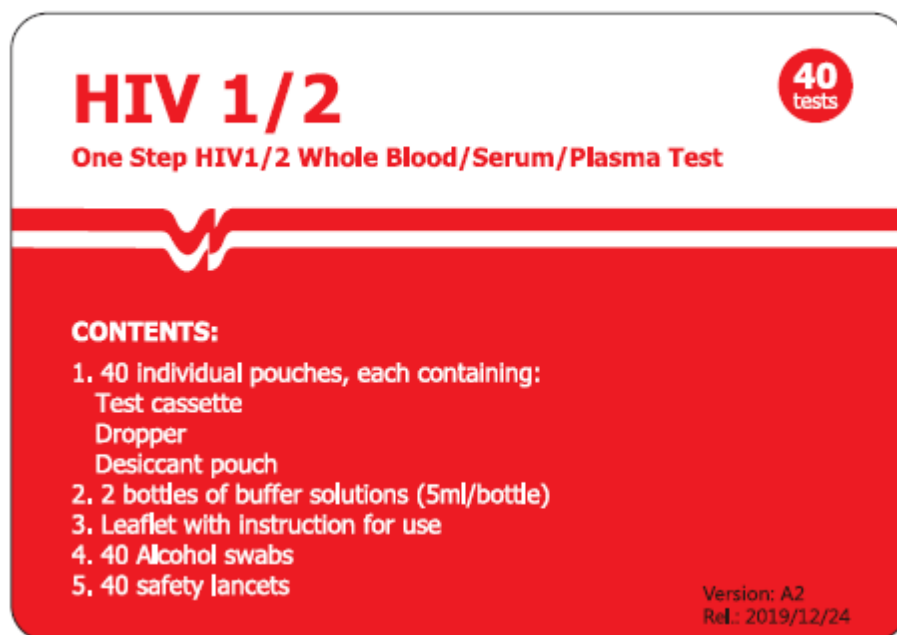 HIV 1/2
40
tests
One Step HIV1/2 Whole Blood/Serum/Plasma Test
CONTENTS:
1. 40 individual pouches, each containing:
Test cassette
Dropper
Desiccant pouch
2. 2 bottles of buffer solutions (5ml/bottle)
3. Leaflet with instruction for use
4. 40 Alcohol swabs
5. 40 safety lancets
Version: A2
Rel.: 2019/12/24